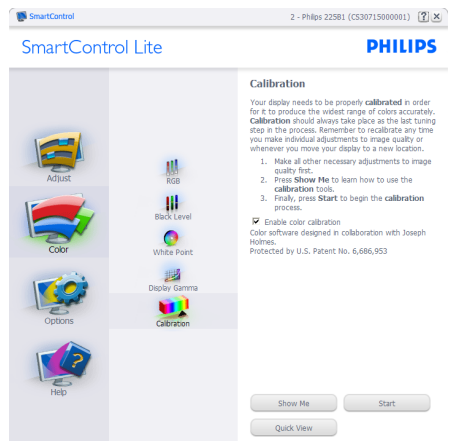 SmartControl
2 - Philips 225B1 (CS30715000001)
?
SmartControl Lite
PHILIPS
Adjust
Color
Options
Help
RGB
Black Level
White Point
Display Gamma
Calibration
Calibration
Your display needs to be properly calibrated in order
for it to produce the widest range of colors accurately.
Calibration should always take place as the last tuning
step in the process. Remember to recalibrate any time
you make individual adjustments to image quality or
whenever you move your display to a new location.
1. Make all other necessary adjustments to image
quality first.
2. Press Show Me to learn how to use the
calibration tools.
3. Finally, press Start to begin the calibration
process.
Enable color calibration
Color software designed in collaboration with Joseph
Holmes.
Protected by U.S. Patent No. 6,686,953
Show Me
Start
Quick View